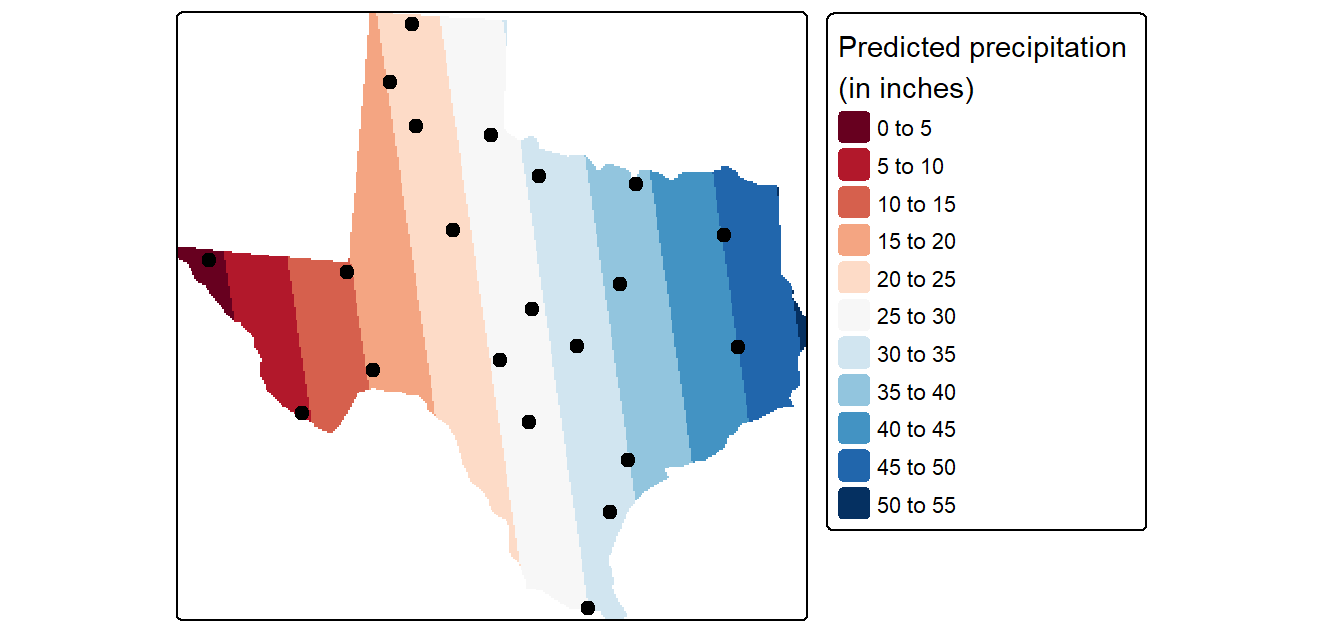 Predicted precipitation
(in inches)
0 to 5
5 to 10
10 to 15
15 to 20
20 to 25
25 to 30
30 to 35
35 to 40
40 to 45
45 to 50
50 to 55